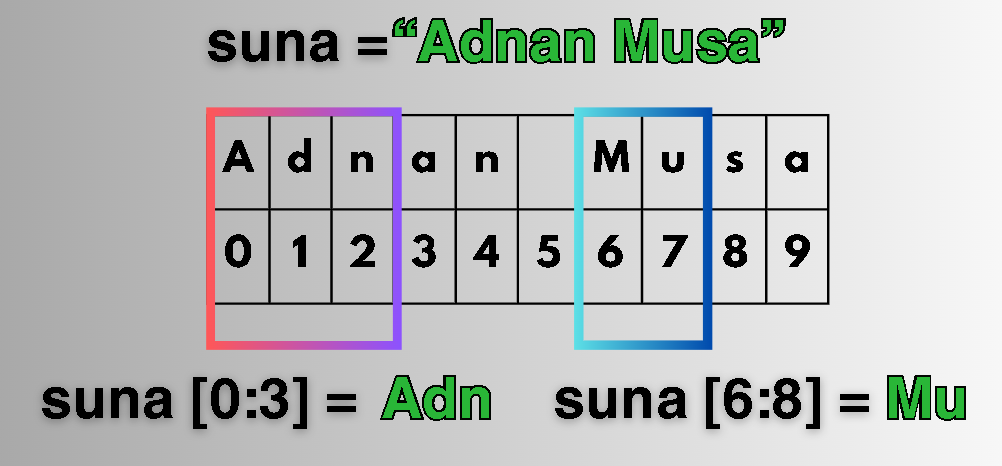 suna =“Adnan Musa”
A d n a n M u s a
0 1 2 3 4 5 6 7 8 9
suna [0:3] = Adn suna [6:8] = Mu